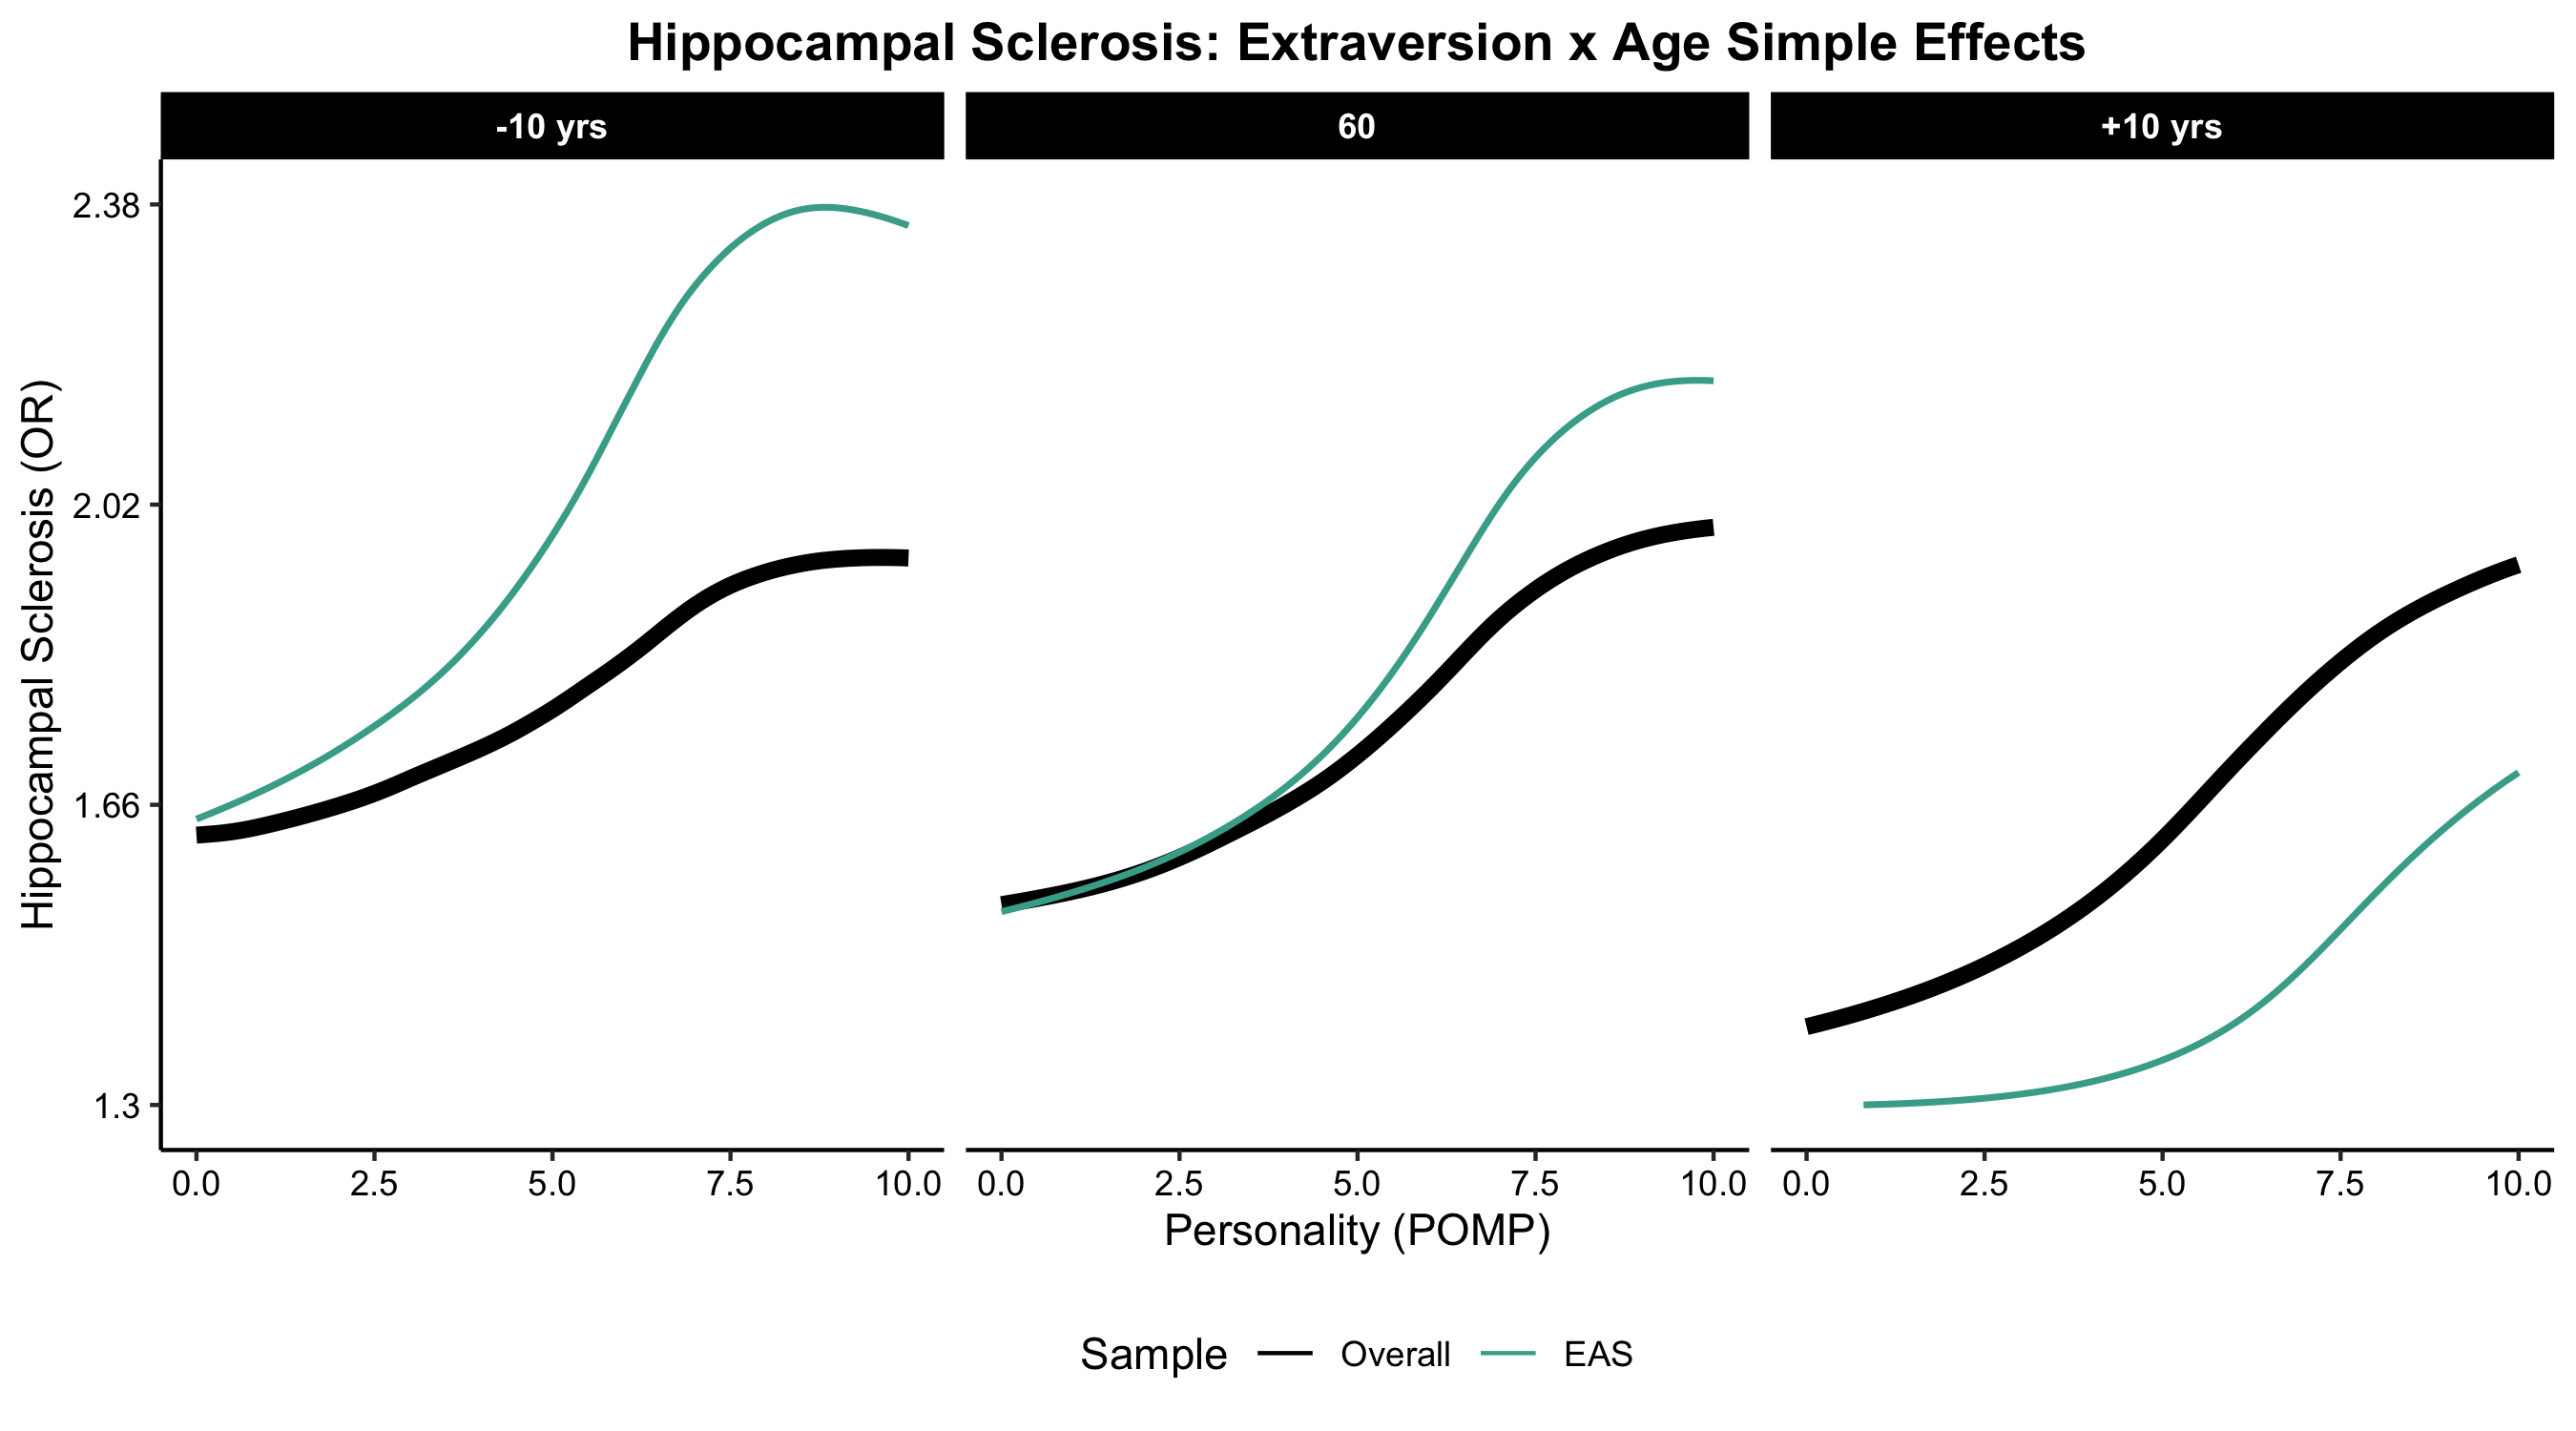 Hippocampal Sclerosis: Extraversion x Age Simple Effects
-10 yrs
60
+10 yrs
Hippocampal Sclerosis (OR)
2.38
2.02
1.66
1.3
0.0 2.5 5.0 7.5 10.0
0.0 2.5 5.0 7.5 10.0
0.0 2.5 5.0 7.5 10.0
Personality (POMP)
Sample Overall EAS